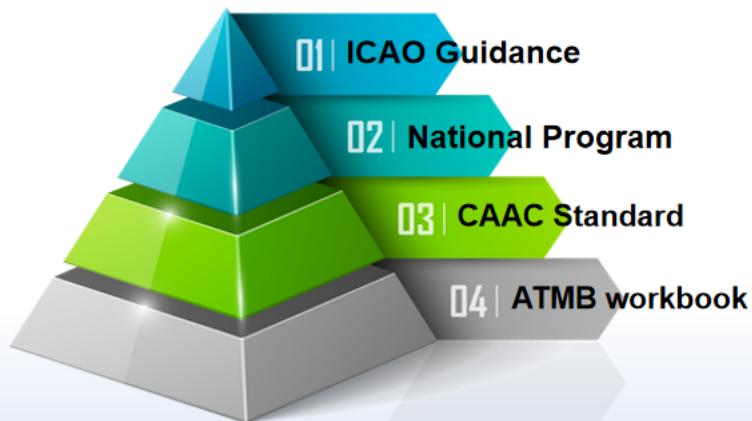 01 ICAO Guidance
02 National Program
03 CAAC Standard
04 ATMB workbook